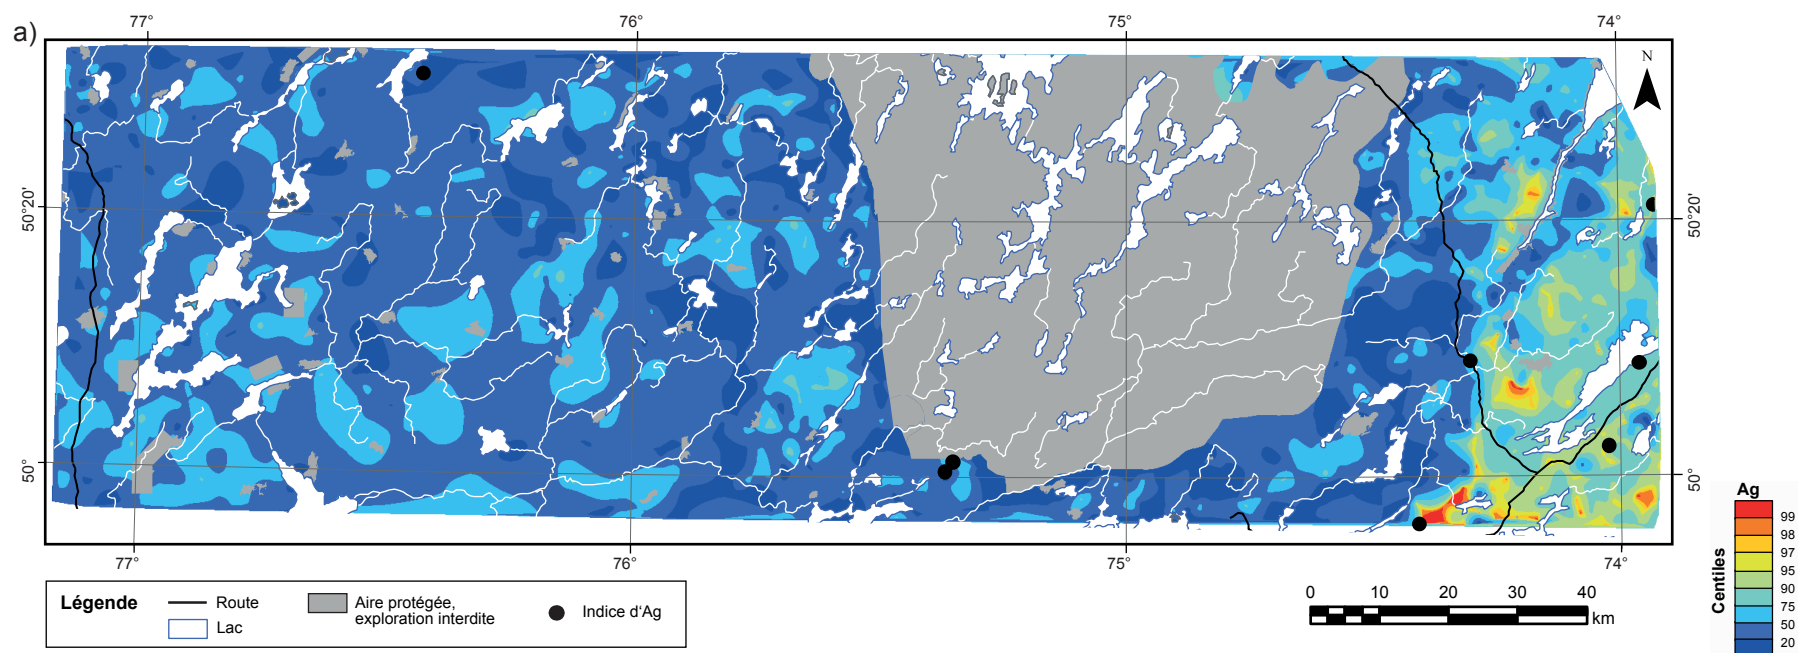 a)
77° 76° 75° 74°
N
50°20' 50°20'
50° 50°
77° 76° 75° 74°
Légende
Route
Lac
Aire protégée,
exploration interdite
Indice d'Ag
0 10 20 30 40
km
Ag
Centiles
99
98
97
95
90
75
50
20